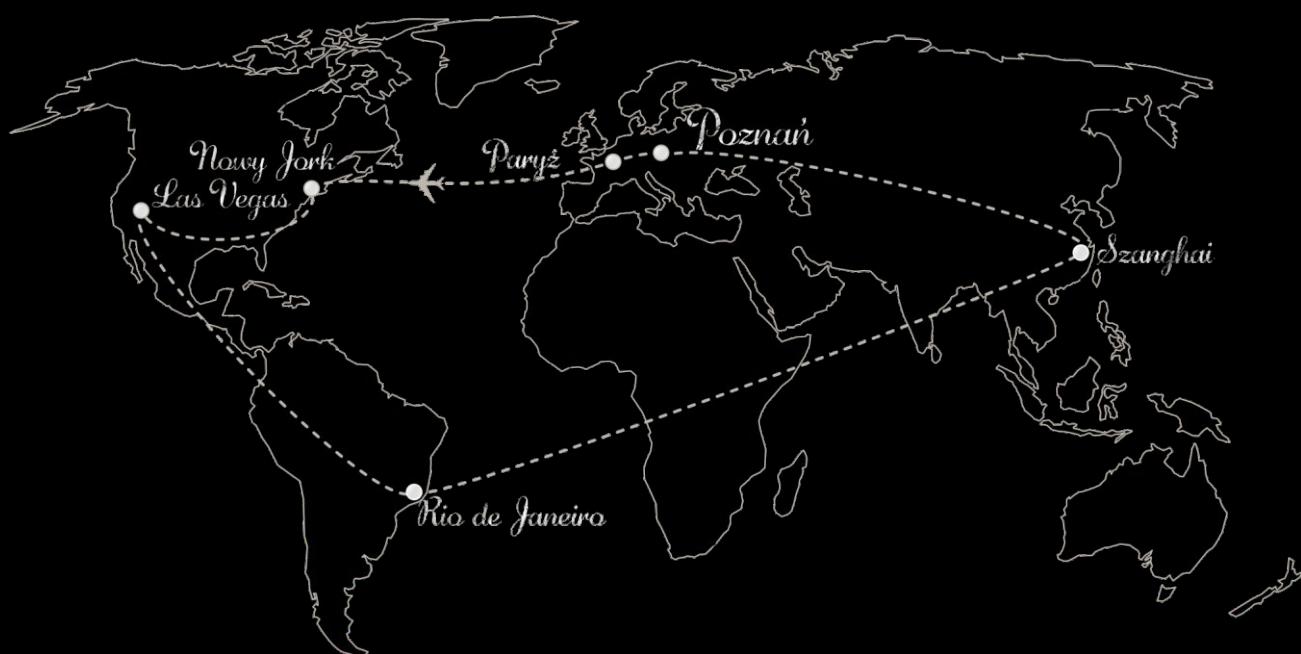 Poznań
Paryż
Nowy Jork
Las Vegas
Szanghai
Rio de Janeiro